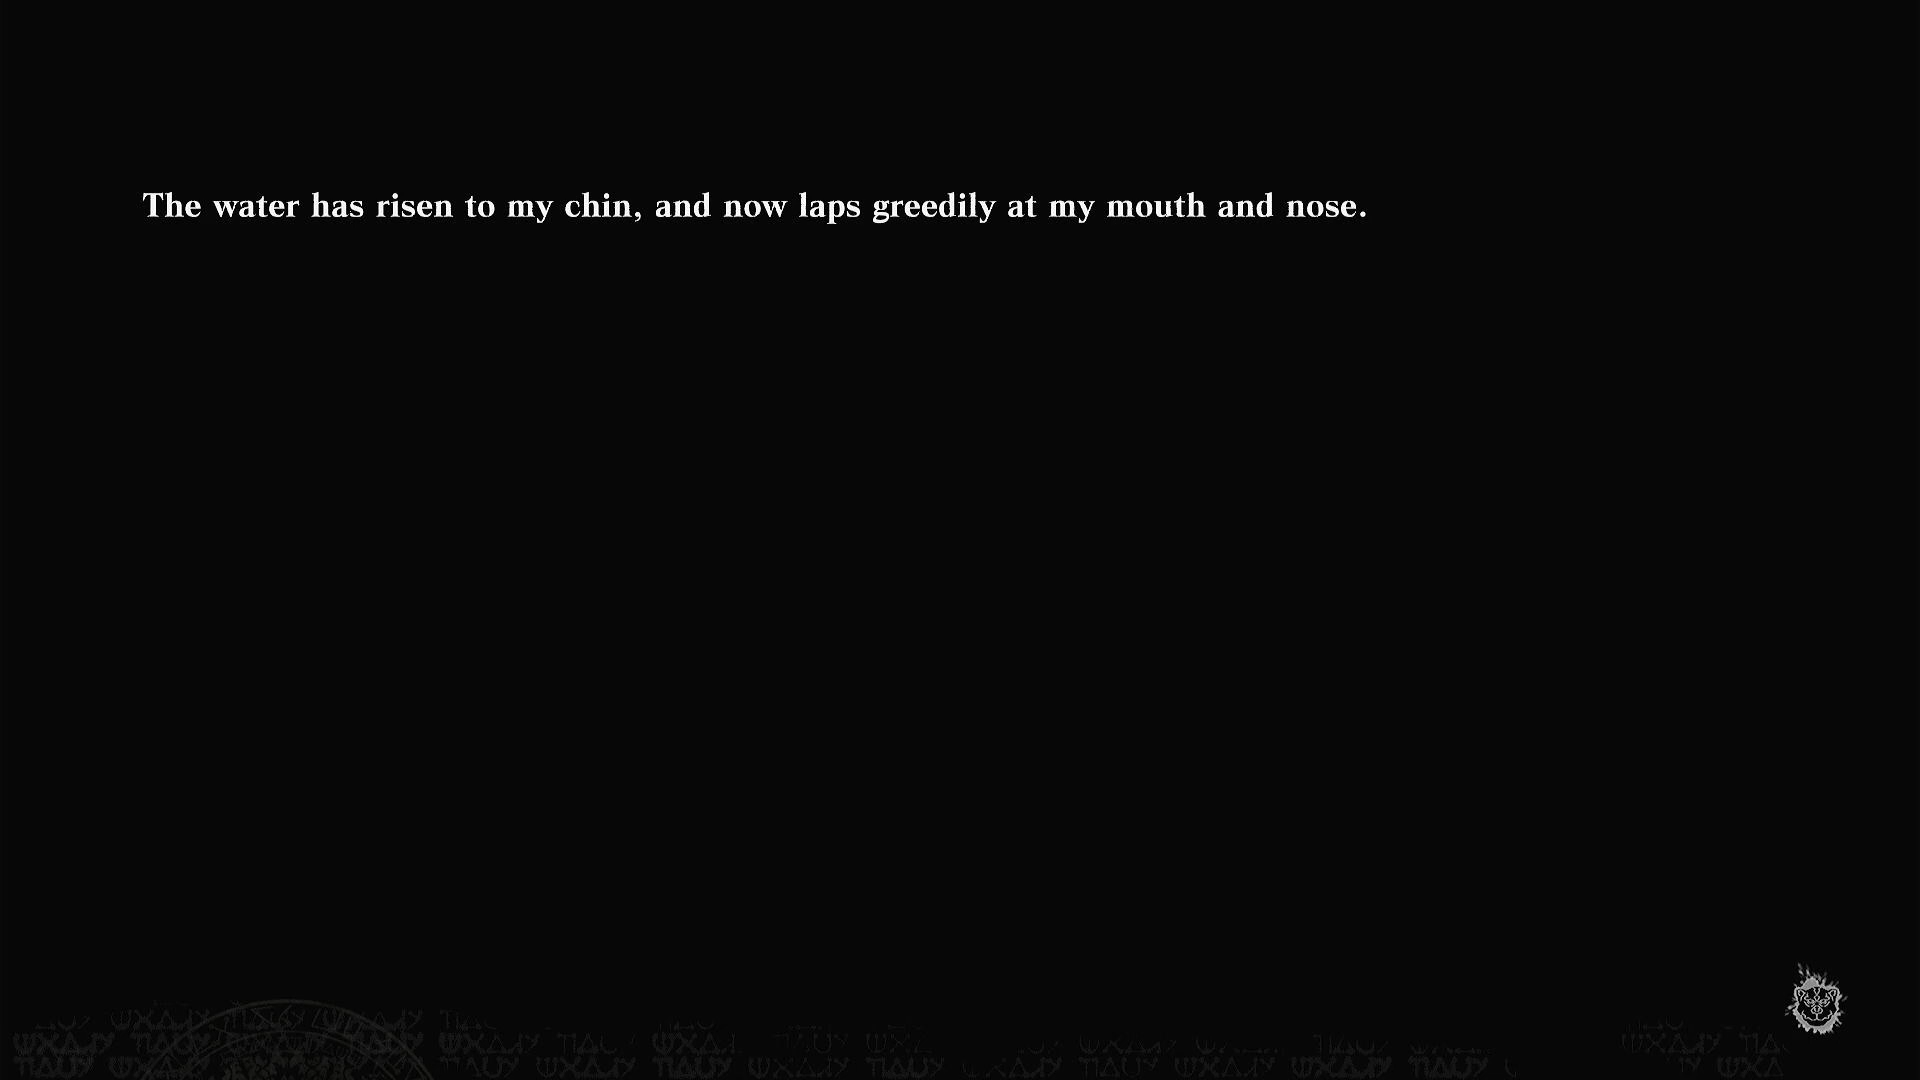 The water has risen to my chin, and now laps greedily at my mouth and nose.